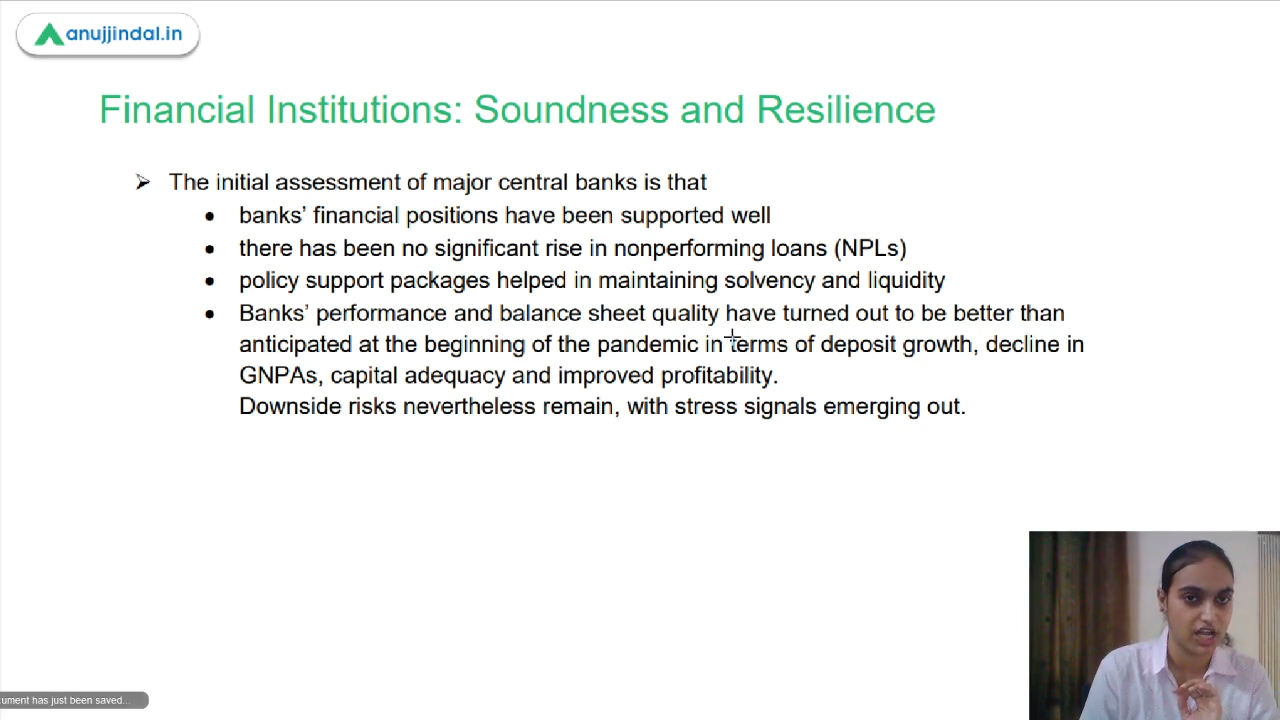 anujjindal.in
Financial Institutions: Soundness and Resilience
➢ The initial assessment of major central banks is that
• banks’ financial positions have been supported well
• there has been no significant rise in nonperforming loans (NPLs)
• policy support packages helped in maintaining solvency and liquidity
• Banks’ performance and balance sheet quality have turned out to be better than
anticipated at the beginning of the pandemic in terms of deposit growth, decline in
GNPAs, capital adequacy and improved profitability.
Downside risks nevertheless remain, with stress signals emerging out.
cument has just been saved...